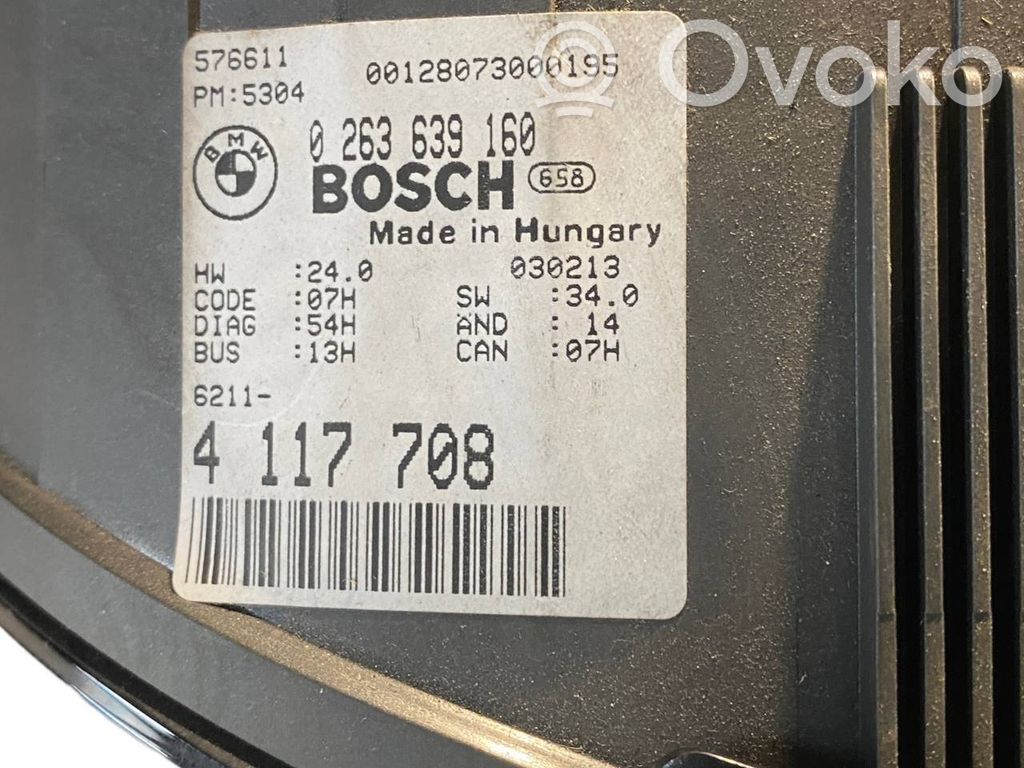 576611 00128073000195
PM:5304
BMW
0 263 639 160
BOSCH 658
Made in Hungary
HW :24.0 030213
CODE :07H SW :34.0
DIAG :54H AND : 14
BUS :13H CAN :07H
6211-
4 117 708
Ovoko